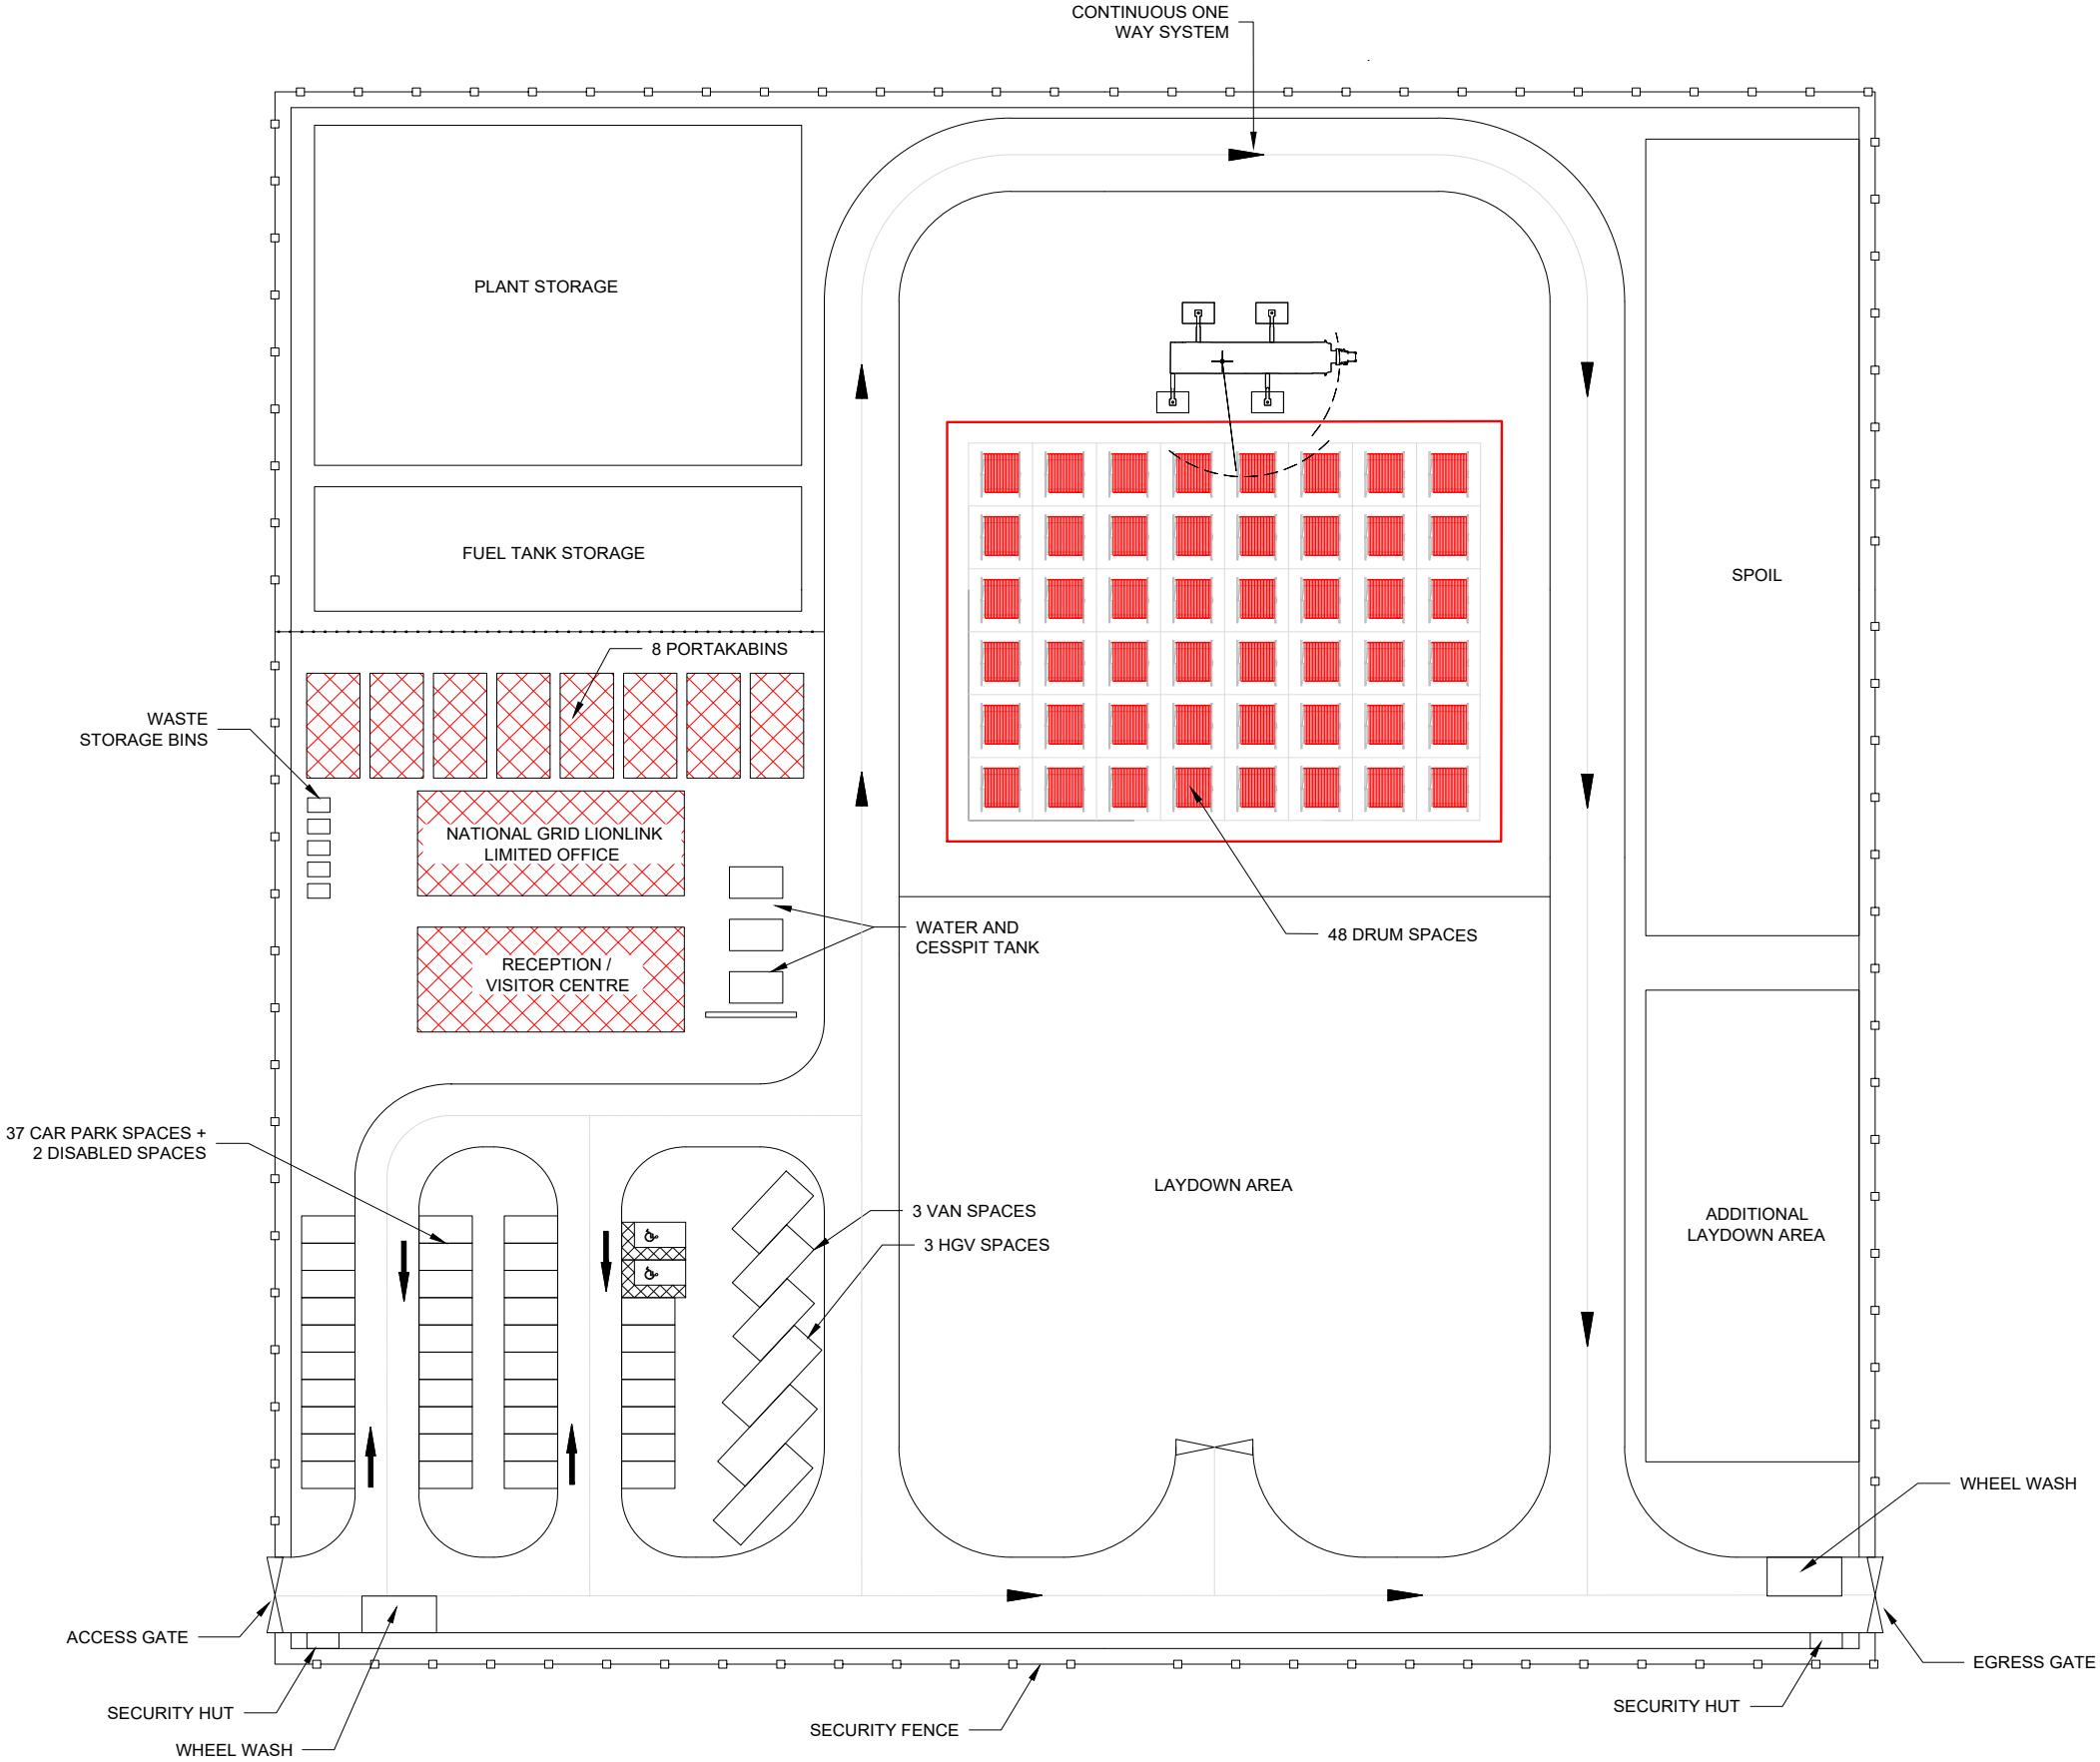 CONTINUOUS ONE
WAY SYSTEM
PLANT STORAGE
FUEL TANK STORAGE
SPOIL
8 PORTAKABINS
WASTE
STORAGE BINS
NATIONAL GRID LIONLINK
LIMITED OFFICE
WATER AND
CESSPIT TANK
48 DRUM SPACES
RECEPTION /
VISITOR CENTRE
37 CAR PARK SPACES +
2 DISABLED SPACES
LAYDOWN AREA
3 VAN SPACES
3 HGV SPACES
ADDITIONAL
LAYDOWN AREA
WHEEL WASH
ACCESS GATE
EGRESS GATE
SECURITY HUT
SECURITY HUT
SECURITY FENCE
WHEEL WASH